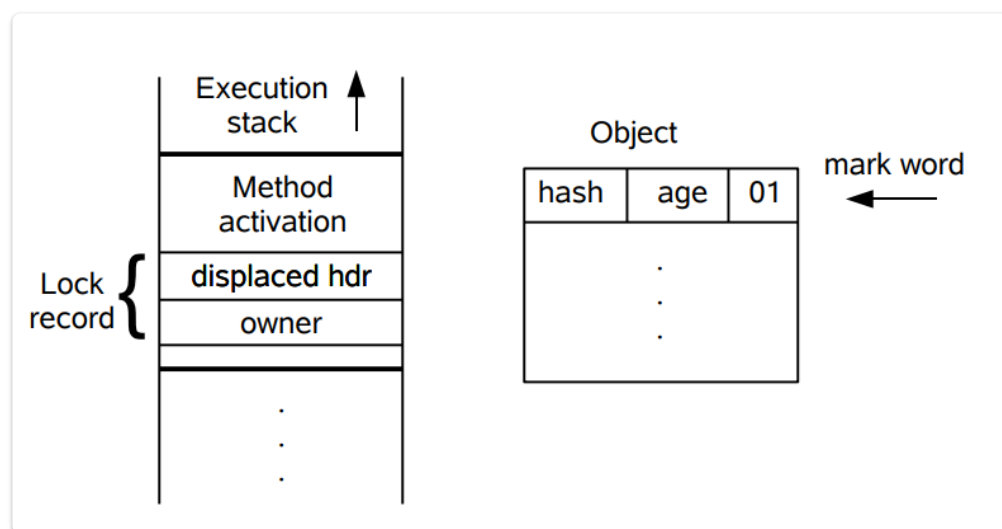 Execution
stack
Method
activation
Lock
record
displaced hdr
owner
Object
mark word
hash age 01